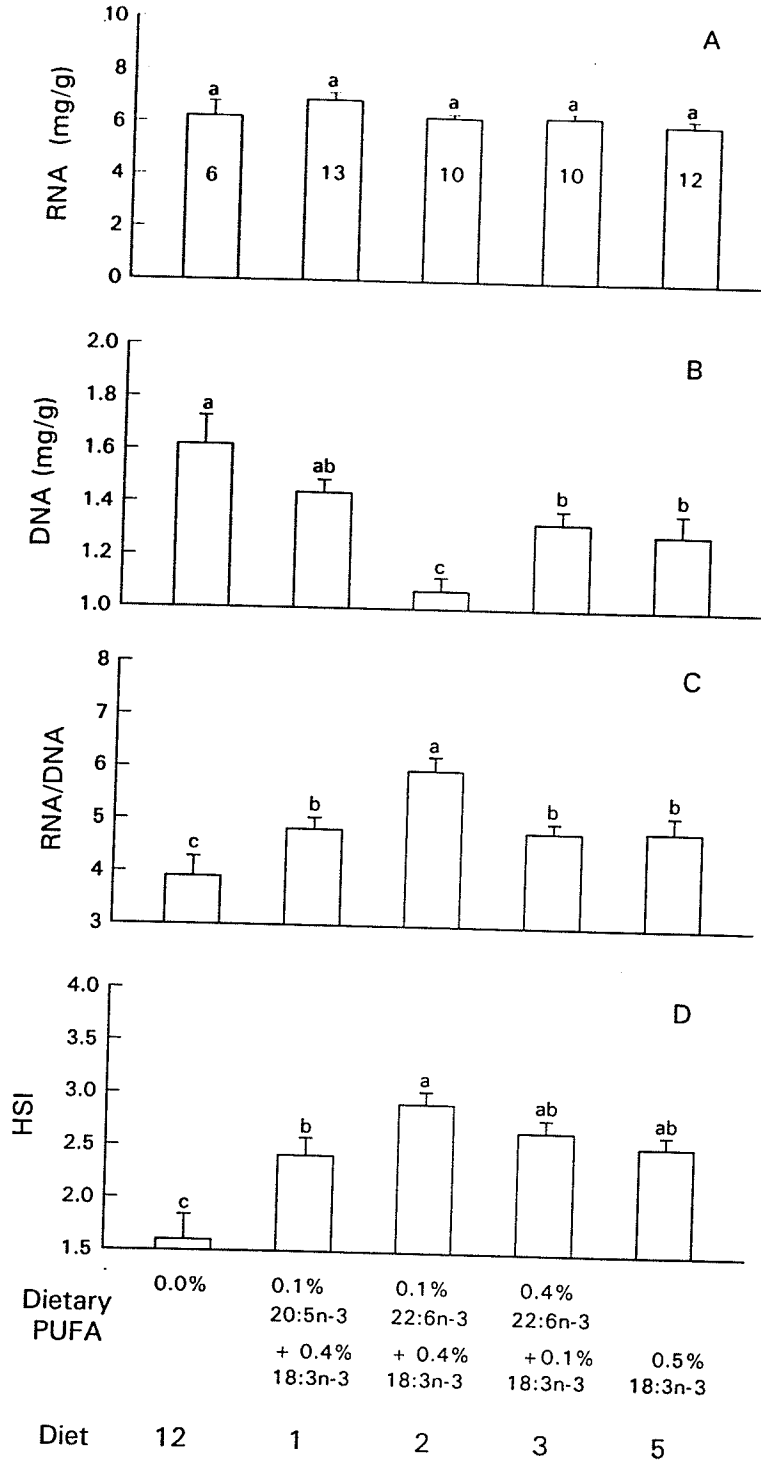 A
RNA (mg/g)
10
8
6
4
2
0
a a a a a
6 13 10 10 12
B
DNA (mg/g)
2.0
1.8
1.6
1.4
1.2
1.0
a ab c b b
C
RNA/DNA
8
7
6
5
4
3
c b a b b
D
HSI
4.0
3.5
3.0
2.5
2.0
1.5
c b a ab ab
Dietary PUFA
0.0% 0.1% 0.1% 0.4%
20:5n-3 22:6n-3 22:6n-3
+ 0.4% + 0.4% +0.1% 0.5%
18:3n-3 18:3n-3 18:3n-3 18:3n-3
Diet 12 1 2 3 5